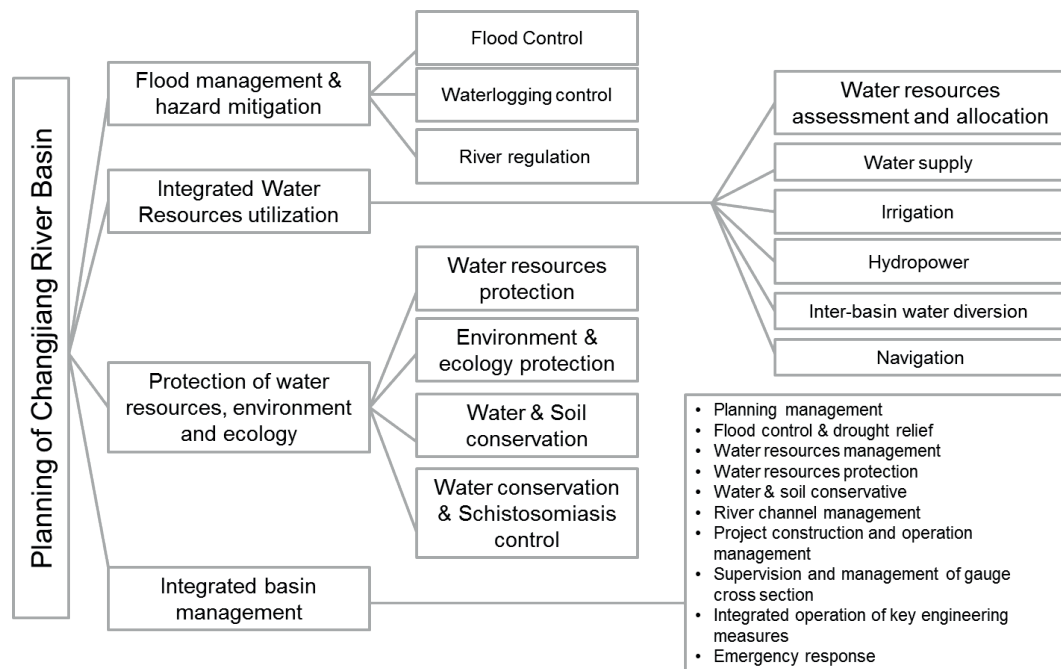 Planning of Changjiang River Basin
Flood management &
hazard mitigation
Flood Control
Waterlogging control
River regulation
Integrated Water
Resources utilization
Water resources
assessment and allocation
Water supply
Irrigation
Hydropower
Inter-basin water diversion
Navigation
Protection of water
resources, environment
and ecology
Water resources
protection
Environment &
ecology protection
Water & Soil
conservation
Water conservation
& Schistosomiasis
control
Integrated basin
management
• Planning management
• Flood control & drought relief
• Water resources management
• Water resources protection
• Water & soil conservative
• River channel management
• Project construction and operation
management
• Supervision and management of gauge
cross section
• Integrated operation of key engineering
measures
• Emergency response